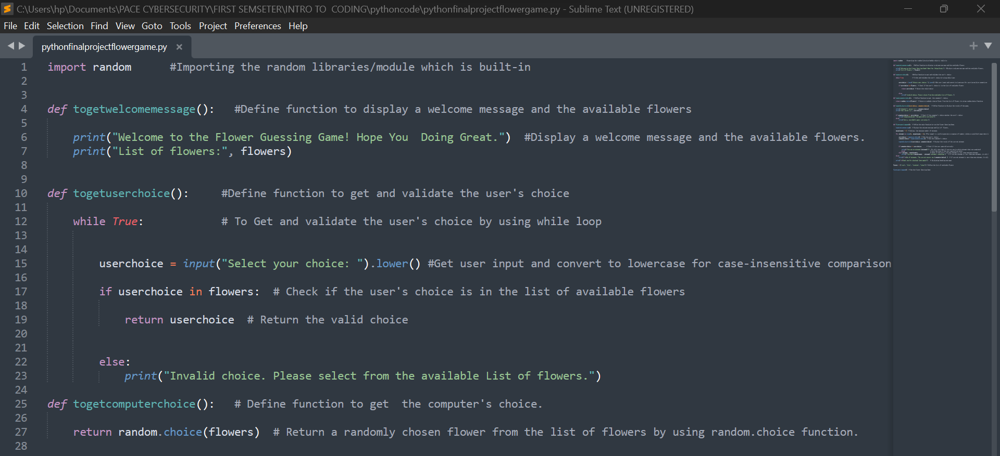 C:\Users\hp\Documents\PACE CYBERSECURITY\FIRST SEMSETER\INTRO TO  CODING\pythoncode\pythonfinalprojectflowergame.py - Sublime Text (UNREGISTERED)
File Edit Selection Find View Goto Tools Project Preferences Help
pythonfinalprojectflowergame.py
1 import random      #Importing the random libraries/module which is built-in
2
3
4 def togetwelcomemessage():   #Define function to display a welcome message and the available flowers
5
6     print("Welcome to the Flower Guessing Game! Hope You  Doing Great.")  #Display a welcome message and the available flowers.
7     print("List of flowers:", flowers)
8
9
10 def togetuserchoice():     #Define function to get and validate the user's choice
11
12     while True:            # To Get and validate the user's choice by using while loop
13
14
15         userchoice = input("Select your choice: ").lower() #Get user input and convert to lowercase for case-insensitive comparison
16
17         if userchoice in flowers:  # Check if the user's choice is in the list of available flowers
18
19             return userchoice  # Return the valid choice
20
21
22         else:
23             print("Invalid choice. Please select from the available List of flowers.")
24
25 def togetcomputerchoice():   # Define function to get  the computer's choice.
26
27     return random.choice(flowers)  # Return a randomly chosen flower from the list of flowers by using random.choice function.
28